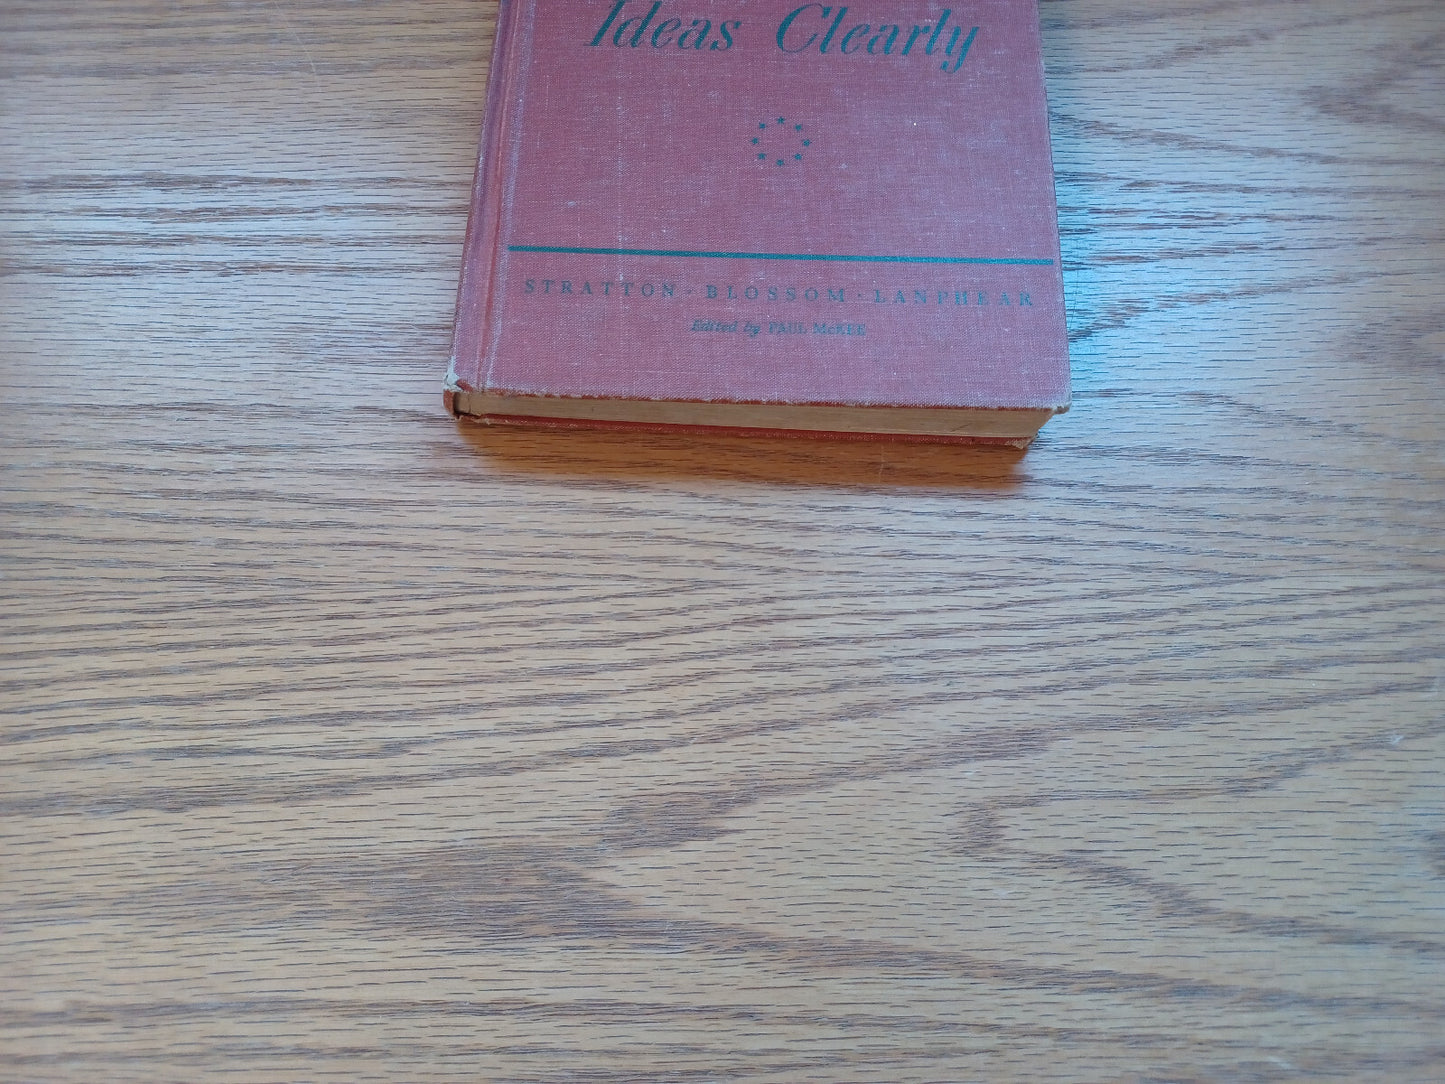 Ideas Clearly
STRATTON · BLOSSOM · LANPHEAR
Edited by PAUL McKEE